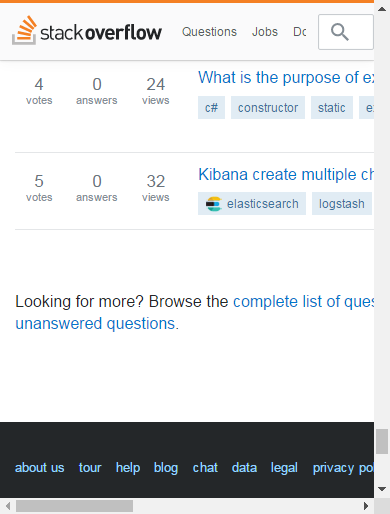 stackoverflow Questions Jobs Do
4 0 24 What is the purpose of ex
votes answers views
c# constructor static e
5 0 32 Kibana create multiple ch
votes answers views
elasticsearch logstash
Looking for more? Browse the complete list of ques
unanswered questions.
about us tour help blog chat data legal privacy po